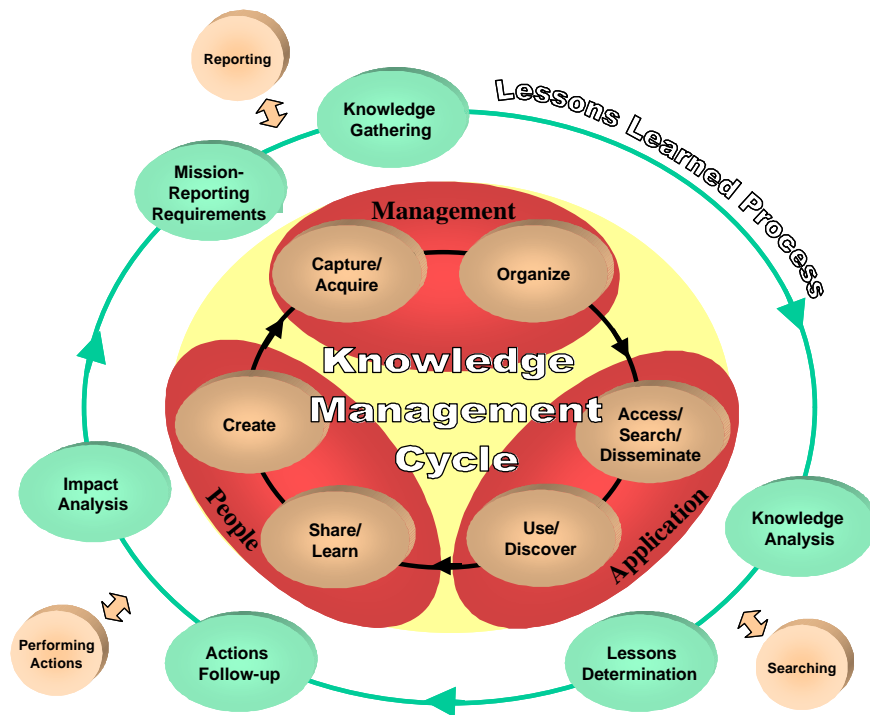 Reporting
Knowledge
Gathering
Lessons Learned Process
Mission-
Reporting
Requirements
Management
Capture/
Acquire
Organize
Knowledge
Management
Cycle
Create
Access/
Search/
Disseminate
People
Share/
Learn
Use/
Discover
Application
Impact
Analysis
Knowledge
Analysis
Performing
Actions
Actions
Follow-up
Lessons
Determination
Searching